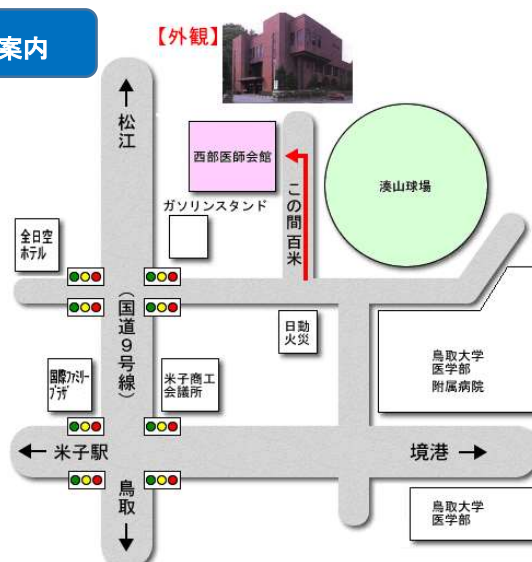 案内
【外観】
松江
西部医師会館
この間百米
湊山球場
ガソリンスタンド
全日空
ホテル
(国道9号線)
日動
火災
国際ファミリー
プラザ
米子商工
会議所
鳥取大学
医学部
附属病院
米子駅
境港
鳥取
鳥取大学
医学部